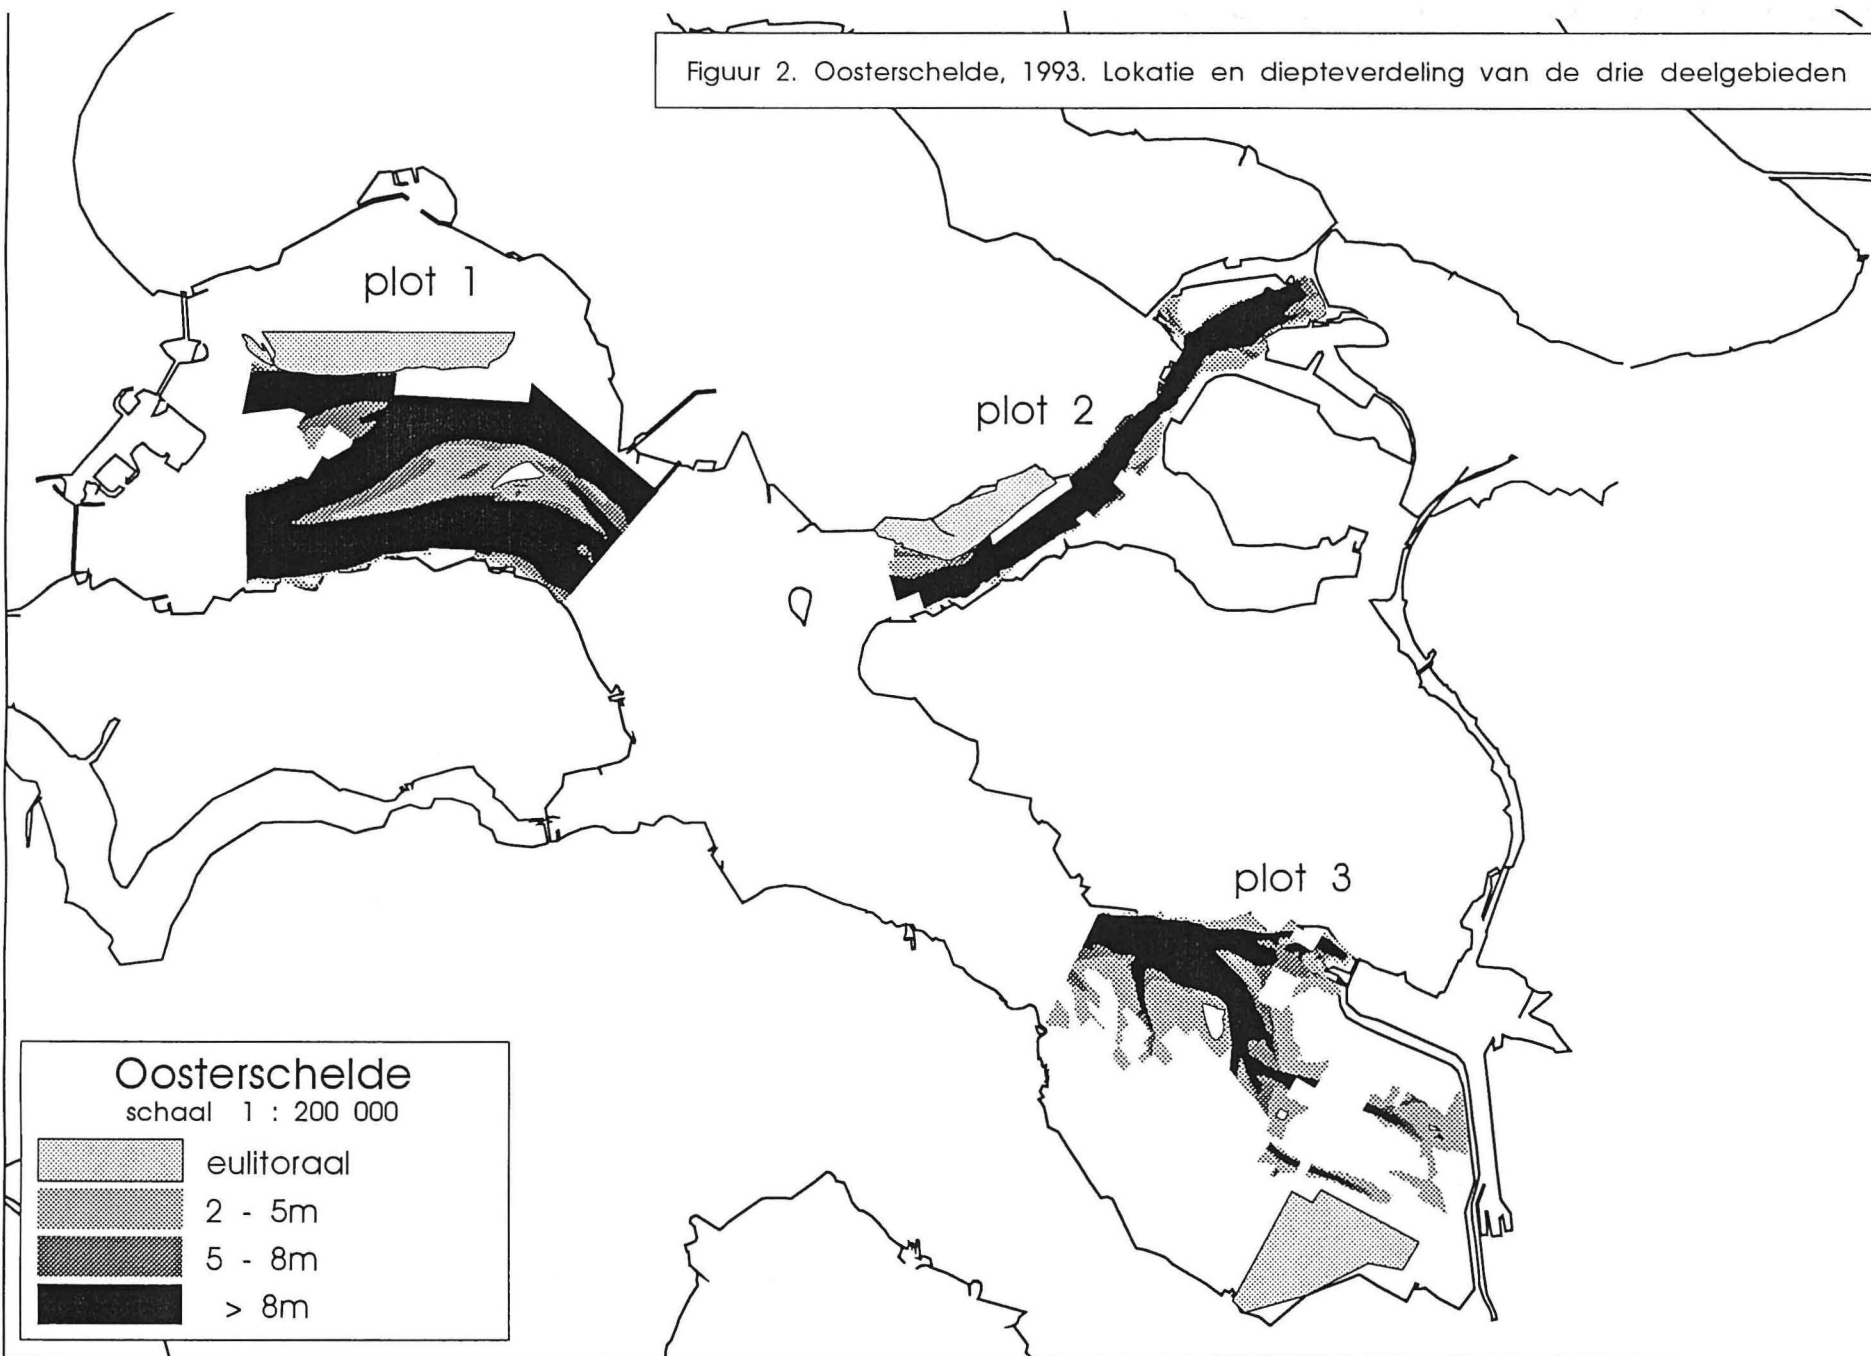 Figuur 2. Oosterschelde, 1993. Lokatie en diepteverdeling van de drie deelgebieden
plot 1
plot 2
plot 3
Oosterschelde
schaal 1 : 200 000
eulitoraal
2 - 5m
5 - 8m
> 8m